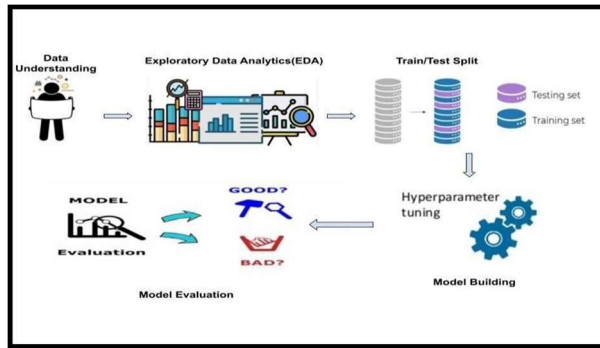 Data
Understanding
Exploratory Data Analytics(EDA)
Train/Test Split
Testing set
Training set
Hyperparameter
tuning
Model Building
MODEL
Evaluation
GOOD?
BAD?
Model Evaluation